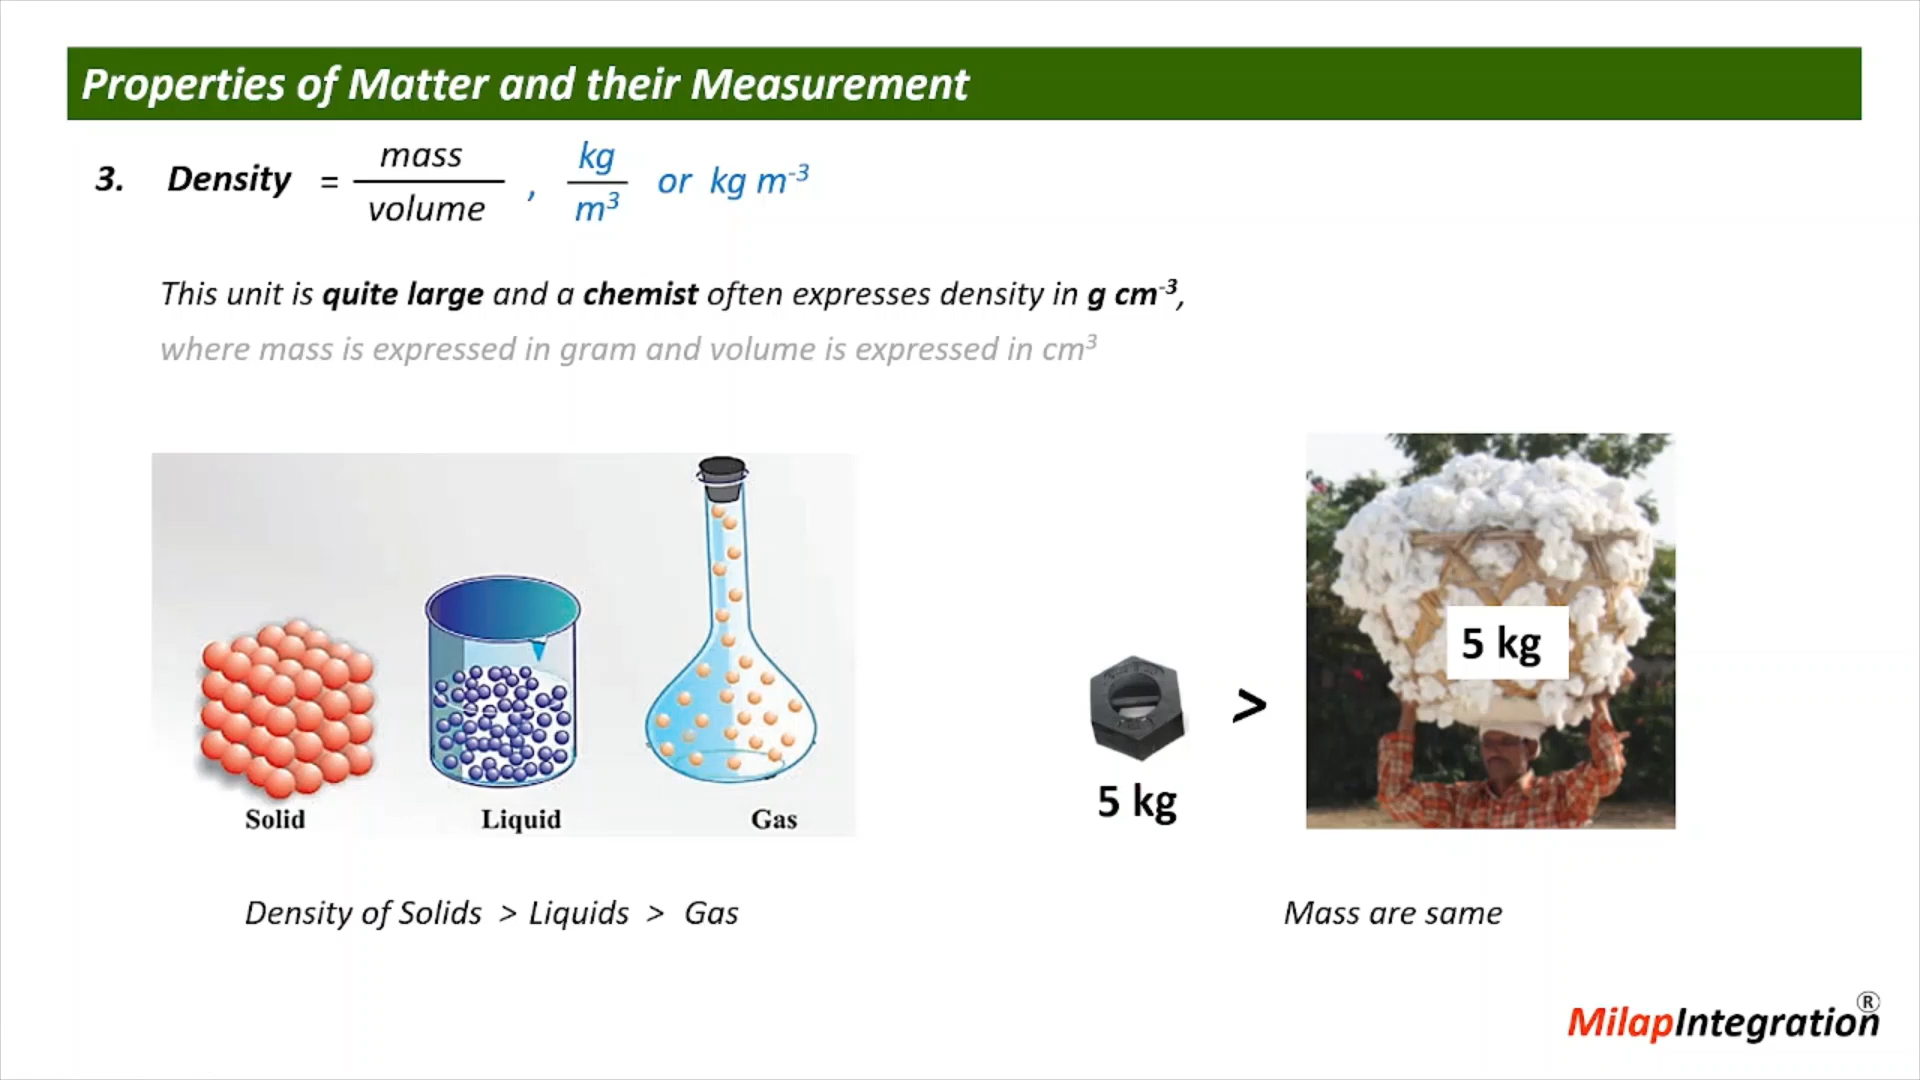 Properties of Matter and their Measurement
3. Density = mass / volume , kg / m³ or kg m⁻³
This unit is quite large and a chemist often expresses density in g cm⁻³,
where mass is expressed in gram and volume is expressed in cm³
5 kg
>
5 kg
Solid Liquid Gas
Density of Solids > Liquids > Gas
Mass are same
MilapIntegration®